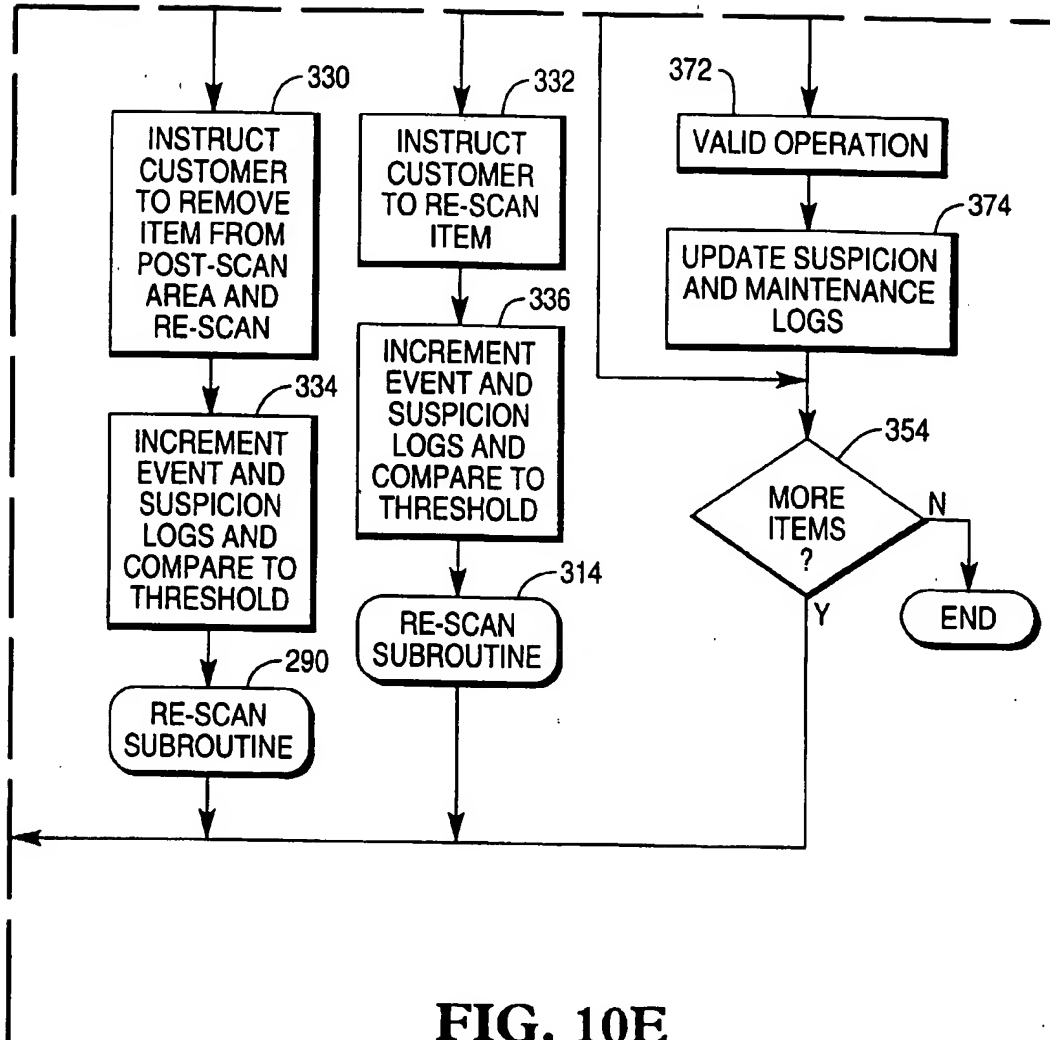 330
INSTRUCT
CUSTOMER
TO REMOVE
ITEM FROM
POST-SCAN
AREA AND
RE-SCAN
334
INCREMENT
EVENT AND
SUSPICION
LOGS AND
COMPARE TO
THRESHOLD
290
RE-SCAN
SUBROUTINE
332
INSTRUCT
CUSTOMER
TO RE-SCAN
ITEM
336
INCREMENT
EVENT AND
SUSPICION
LOGS AND
COMPARE TO
THRESHOLD
314
RE-SCAN
SUBROUTINE
372
VALID OPERATION
374
UPDATE SUSPICION
AND MAINTENANCE
LOGS
354
MORE
ITEMS
?
N
Y
END
FIG. 10E